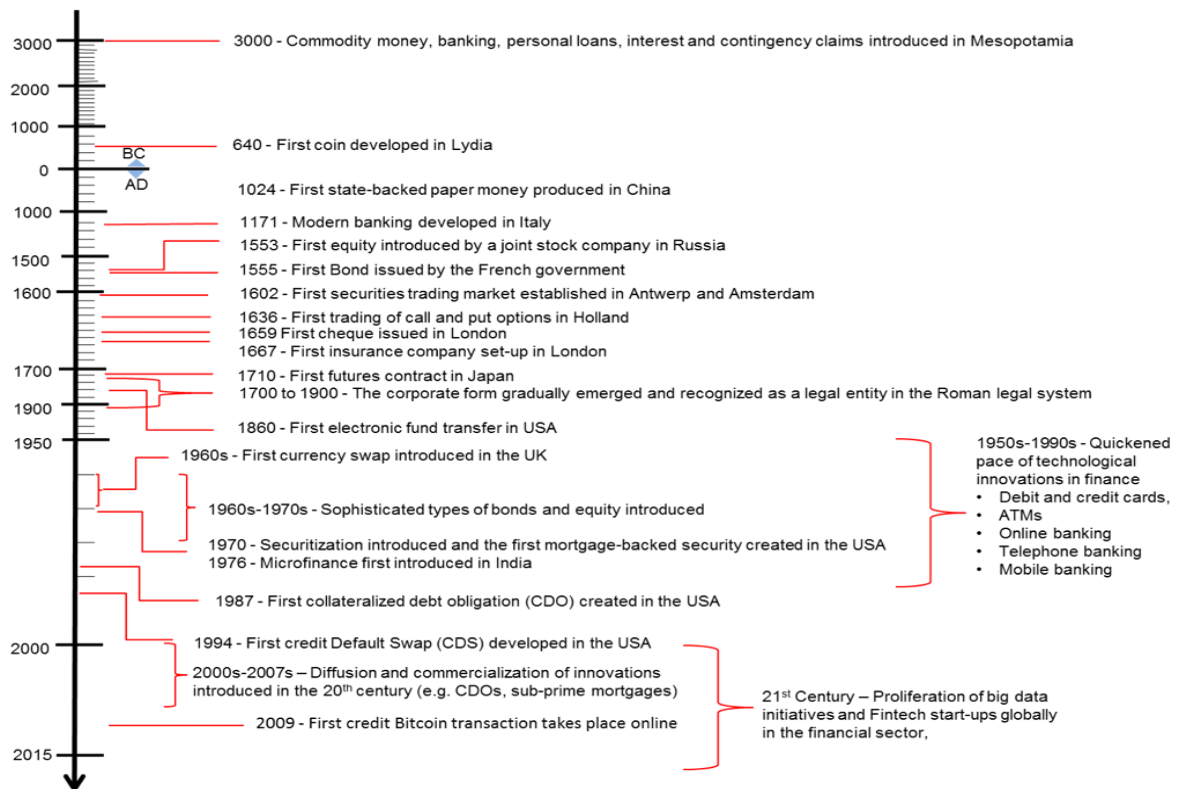 3000
3000 - Commodity money, banking, personal loans, interest and contingency claims introduced in Mesopotamia
2000
1000
640 - First coin developed in Lydia
BC
0
AD
1024 - First state-backed paper money produced in China
1000
1171 - Modern banking developed in Italy
1553 - First equity introduced by a joint stock company in Russia
1500
1555 - First Bond issued by the French government
1600
1602 - First securities trading market established in Antwerp and Amsterdam
1636 - First trading of call and put options in Holland
1659 First cheque issued in London
1667 - First insurance company set-up in London
1700
1710 - First futures contract in Japan
1700 to 1900 - The corporate form gradually emerged and recognized as a legal entity in the Roman legal system
1900
1860 - First electronic fund transfer in USA
1950
1960s - First currency swap introduced in the UK
1960s-1970s - Sophisticated types of bonds and equity introduced
1970 - Securitization introduced and the first mortgage-backed security created in the USA
1976 - Microfinance first introduced in India
1950s-1990s - Quickened
pace of technological
innovations in finance
• Debit and credit cards,
• ATMs
• Online banking
• Telephone banking
• Mobile banking
1987 - First collateralized debt obligation (CDO) created in the USA
2000
1994 - First credit Default Swap (CDS) developed in the USA
2000s-2007s – Diffusion and commercialization of innovations
introduced in the 20th century (e.g. CDOs, sub-prime mortgages)
2009 - First credit Bitcoin transaction takes place online
21st Century – Proliferation of big data
initiatives and Fintech start-ups globally
in the financial sector,
2015